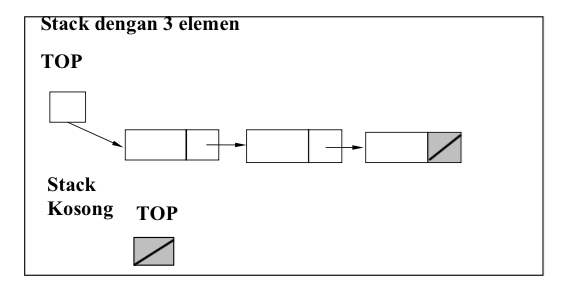 Stack dengan 3 elemen
TOP
Stack
Kosong TOP